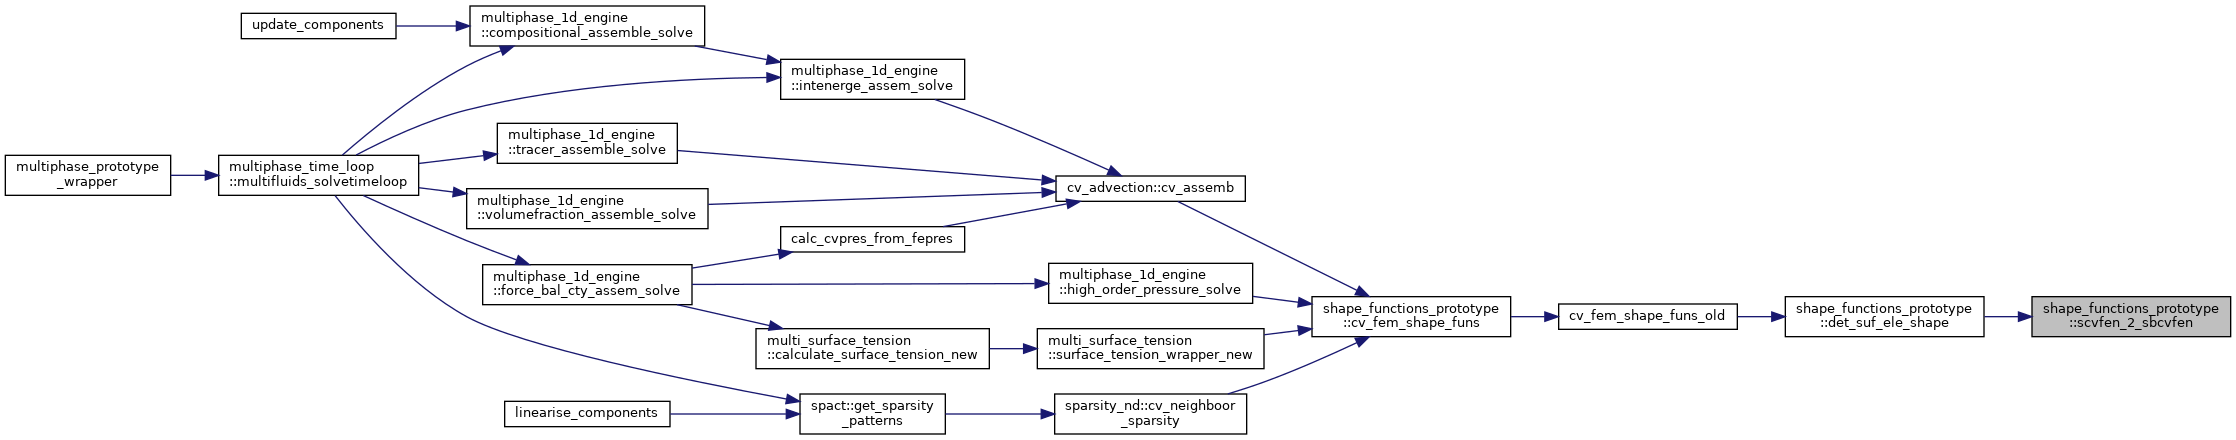 update_components
multiphase_1d_engine
::compositional_assemble_solve
multiphase_1d_engine
::intenerge_assem_solve
multiphase_1d_engine
::tracer_assemble_solve
multiphase_prototype
_wrapper
multiphase_time_loop
::multifluids_solvetimeloop
multiphase_1d_engine
::volumefraction_assemble_solve
cv_advection::cv_assemb
calc_cvpres_from_fepres
multiphase_1d_engine
::force_bal_cty_assem_solve
multiphase_1d_engine
::high_order_pressure_solve
shape_functions_prototype
::cv_fem_shape_funs
cv_fem_shape_funs_old
shape_functions_prototype
::det_suf_ele_shape
shape_functions_prototype
::scvfen_2_sbcvfen
multi_surface_tension
::calculate_surface_tension_new
multi_surface_tension
::surface_tension_wrapper_new
linearise_components
spact::get_sparsity
_patterns
sparsity_nd::cv_neighboor
_sparsity